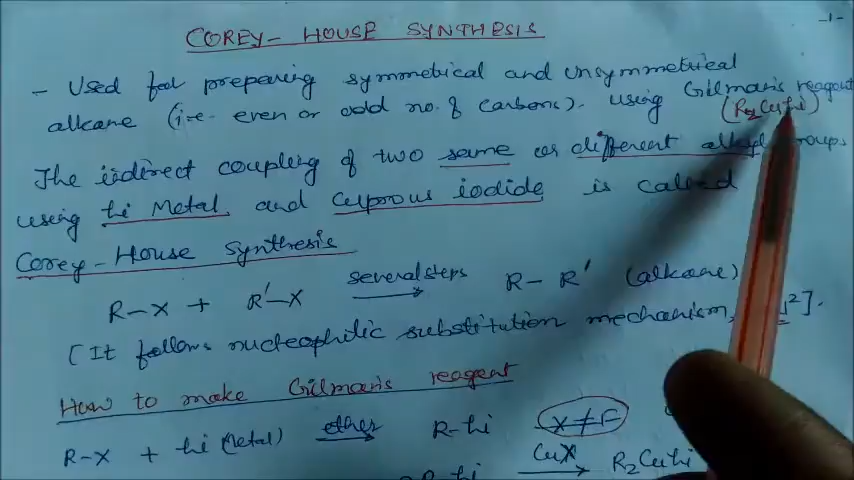 -1-
COREY-HOUSE SYNTHESIS
- Used for preparing symmetrical and unsymmetrical
alkane (i.e. even or odd no. of carbons). using Gilman's reagent
(R₂CuLi)
The indirect coupling of two same or different alkyl groups
using Li Metal and cuprous iodide is called
Corey-House synthesis
R-X + R'-X several steps → R-R' (alkane)
[It follows nucleophilic substitution mechanism, ².
How to make Gilman's reagent
R-X + Li (Metal) ether → R-Li X≠F
R-Li CuX → R₂CuLi